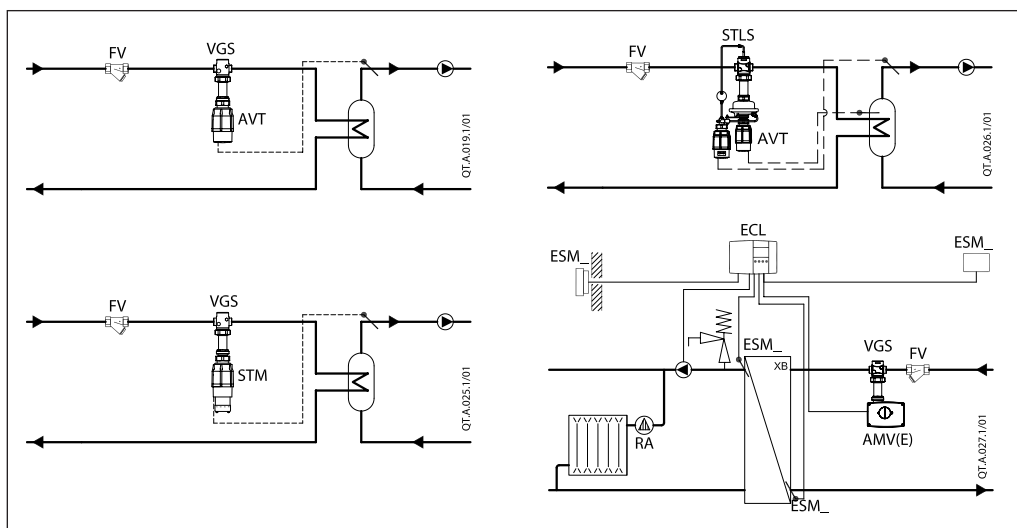 FV
VGS
AVT
QT.A.019.1/01
FV
STLS
AVT
QT.A.026.1/01
FV
VGS
STM
QT.A.025.1/01
ECL
ESM_
ESM_
ESM_
XB
VGS
FV
AMV(E)
RA
ESM_
QT.A.027.1/01